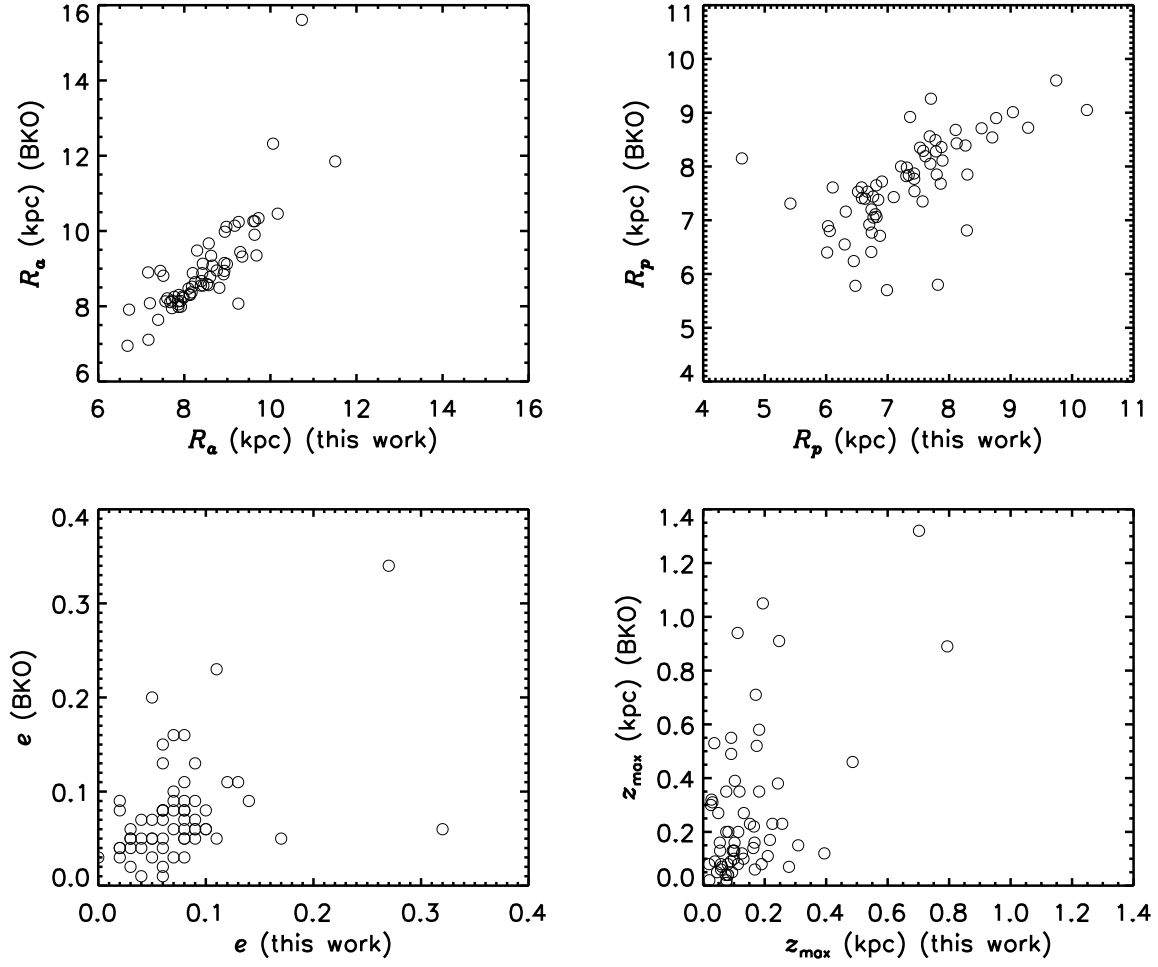 16
14
12
10
8
6
R_a (kpc) (BKO)
6 8 10 12 14 16
R_a (kpc) (this work)
11
10
9
8
7
6
5
4
R_p (kpc) (BKO)
4 5 6 7 8 9 10 11
R_p (kpc) (this work)
0.4
0.3
0.2
0.1
0.0
e (BKO)
0.0 0.1 0.2 0.3 0.4
e (this work)
1.4
1.2
1.0
0.8
0.6
0.4
0.2
0.0
z_max (kpc) (BKO)
0.0 0.2 0.4 0.6 0.8 1.0 1.2 1.4
z_max (kpc) (this work)